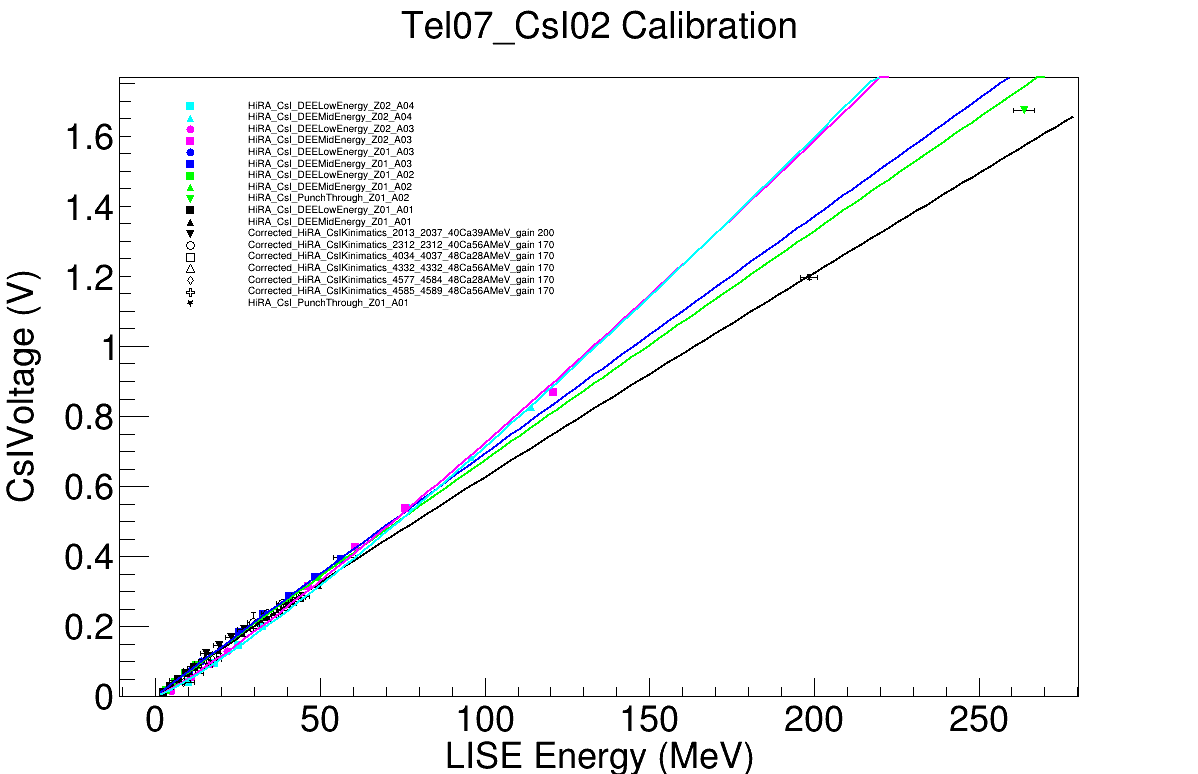 Tel07_CsI02 Calibration
HiRA_CsI_DEELowEnergy_Z02_A04
HiRA_CsI_DEEMidEnergy_Z02_A04
HiRA_CsI_DEELowEnergy_Z02_A03
HiRA_CsI_DEEMidEnergy_Z02_A03
HiRA_CsI_DEELowEnergy_Z01_A03
HiRA_CsI_DEEMidEnergy_Z01_A03
HiRA_CsI_DEELowEnergy_Z01_A02
HiRA_CsI_DEEMidEnergy_Z01_A02
HiRA_CsI_PunchThrough_Z01_A02
HiRA_CsI_DEELowEnergy_Z01_A01
HiRA_CsI_DEEMidEnergy_Z01_A01
Corrected_HiRA_CsIKinimatics_2013_2037_40Ca39AMeV_gain 200
Corrected_HiRA_CsIKinimatics_2312_2312_40Ca56AMeV_gain 170
Corrected_HiRA_CsIKinimatics_4034_4037_48Ca28AMeV_gain 170
Corrected_HiRA_CsIKinimatics_4332_4332_48Ca56AMeV_gain 170
Corrected_HiRA_CsIKinimatics_4577_4584_48Ca28AMeV_gain 170
Corrected_HiRA_CsIKinimatics_4585_4589_48Ca56AMeV_gain 170
HiRA_CsI_PunchThrough_Z01_A01
CsIVoltage (V)
1.6
1.4
1.2
1
0.8
0.6
0.4
0.2
0
0 50 100 150 200 250
LISE Energy (MeV)